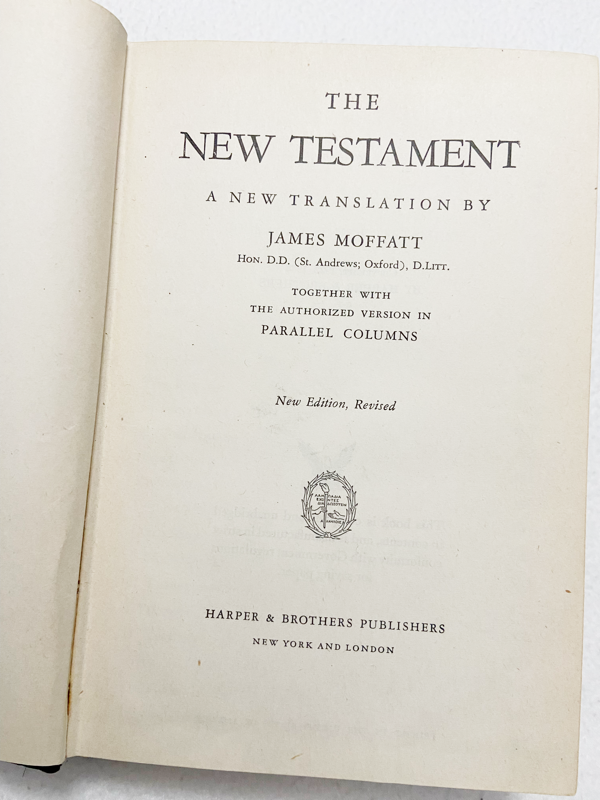 THE
NEW TESTAMENT
A NEW TRANSLATION BY
JAMES MOFFATT
HON. D.D. (St. Andrews; Oxford), D.LITT.
TOGETHER WITH
THE AUTHORIZED VERSION IN
PARALLEL COLUMNS
New Edition, Revised
HARPER & BROTHERS PUBLISHERS
NEW YORK AND LONDON